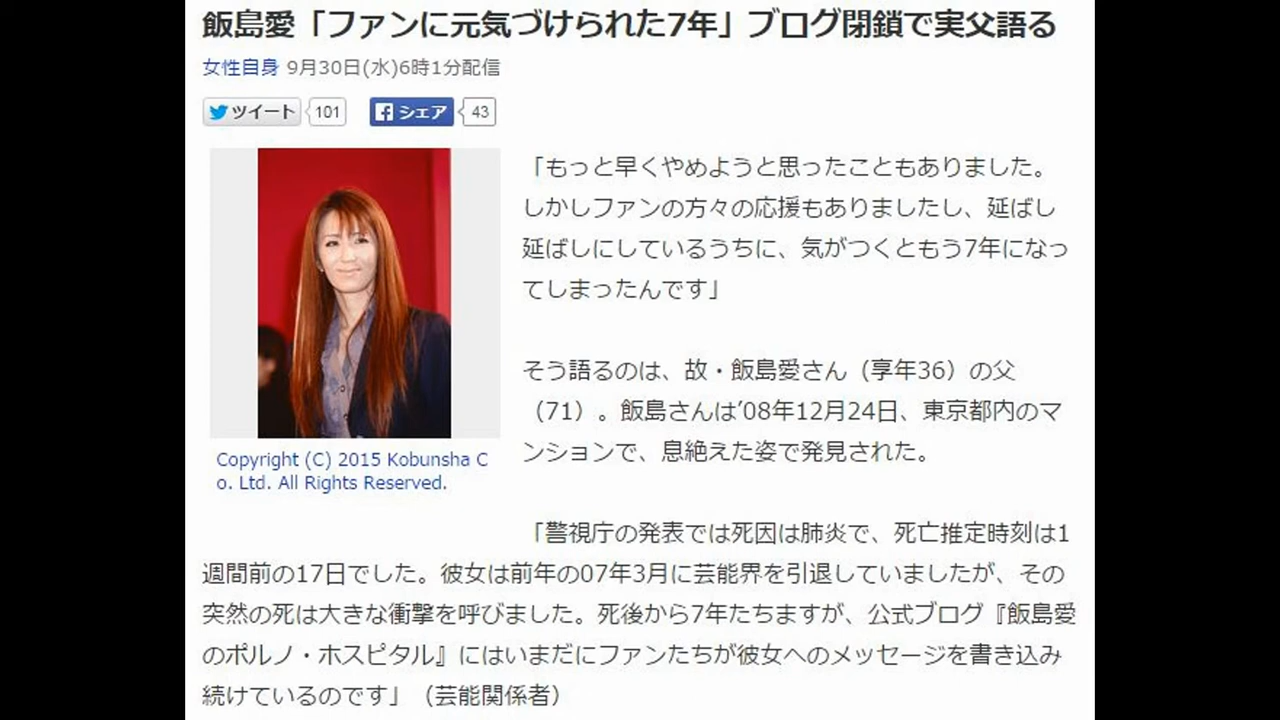 飯島愛「ファンに元気づけられた7年」ブログ閉鎖で実父語る
女性自身 9月30日(水)6時1分配信
ツイート 101 シェア 43
「もっと早くやめようと思ったこともありました。
しかしファンの方々の応援もありましたし、延ばし
延ばしにしているうちに、気がつくともう7年になっ
てしまったんです」
そう語るのは、故・飯島愛さん（享年36）の父
（71）。飯島さんは’08年12月24日、東京都内のマ
ンションで、息絶えた姿で発見された。
Copyright (C) 2015 Kobunsha C
o. Ltd. All Rights Reserved.
「警視庁の発表では死因は肺炎で、死亡推定時刻は1
週間前の17日でした。彼女は前年の07年3月に芸能界を引退していましたが、その
突然の死は大きな衝撃を呼びました。死後から7年たちますが、公式ブログ『飯島愛
のポルノ・ホスピタル』にはいまだにファンたちが彼女へのメッセージを書き込み
続けているのです」（芸能関係者）